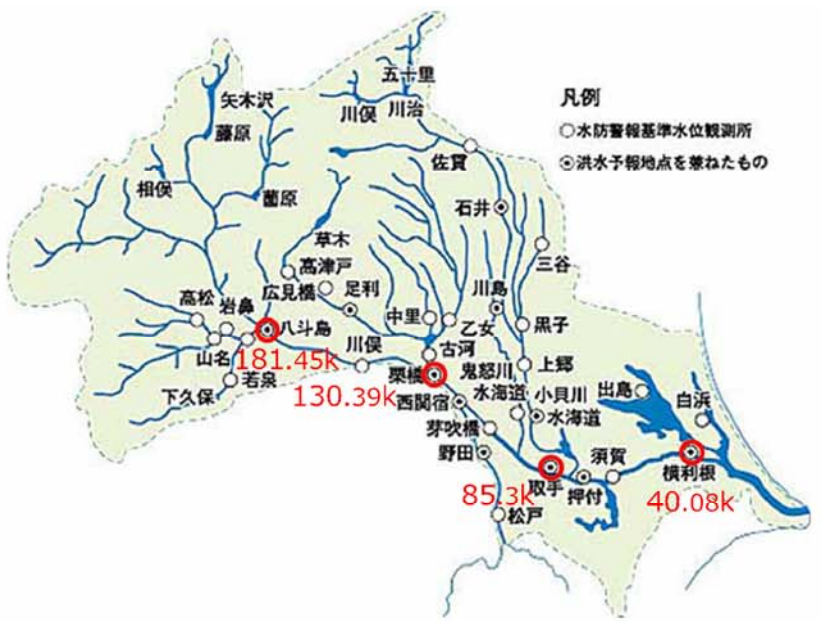 五十里
矢木沢
川俣
川治
藤原
凡例
○水防警報基準水位観測所
◉洪水予報地点を兼ねたもの
佐貫
相俣
薗原
石井
草木
高津戸
三谷
広見橋
足利
川島
高松
岩鼻
中里
乙女
黒子
八斗島
川俣
古河
山名
181.45k
鬼怒川
水海道
上郷
若泉
栗橋
下久保
130.39k
小貝川
水海道
出島
白浜
西関宿
芽吹橋
野田
須賀
横利根
取手
押付
85.3k
40.08k
松戸